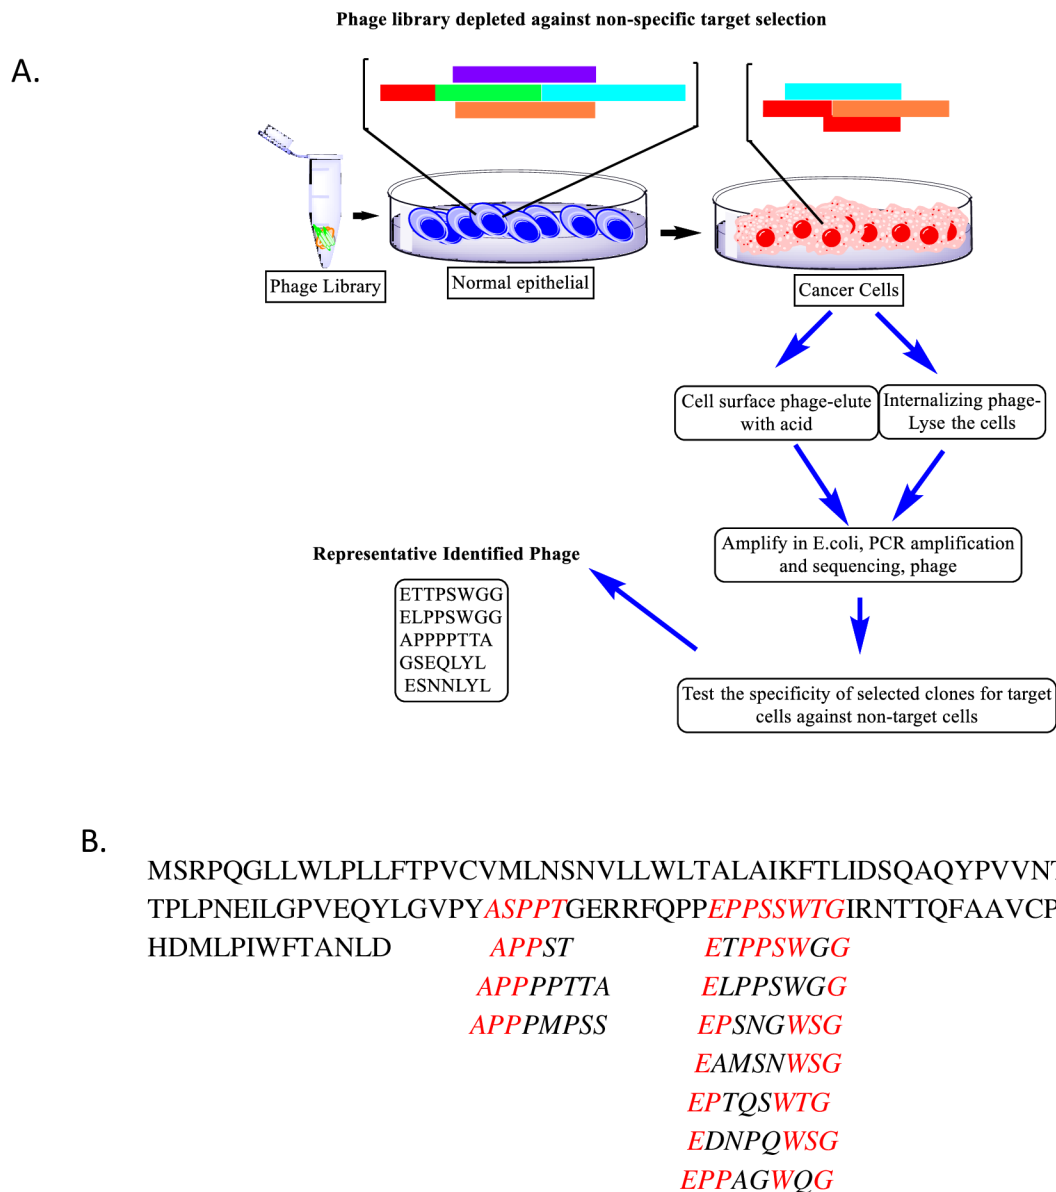 Phage library depleted against non-specific target selection
A.
Phage Library
Normal epithelial
Cancer Cells
Cell surface phage-elute
with acid
Internalizing phage-
Lyse the cells
Amplify in E.coli, PCR amplification
and sequencing, phage
Representative Identified Phage
ETTPSWGG
ELPPSWGG
APPPPTTA
GSEQLYL
ESNNLYL
Test the specificity of selected clones for target
cells against non-target cells
B.
MSRPQGLLWLPLLFTPVCVMLNSNVLLWLTALAIKFTLIDSQAQYPVVNT
TPLPNEILGPVEQYLGVPYASPPTGERRFQPPEPPSSWTGIRNTTQFAAVCP
HDMLPIWFTANLD APPST ETPPSWGG
APPPPTTA ELPPSWGG
APPPMPSS EPSNGWSG
EAMSNWSG
EPTQSWTG
EDNPQWSG
EPPAGWQG